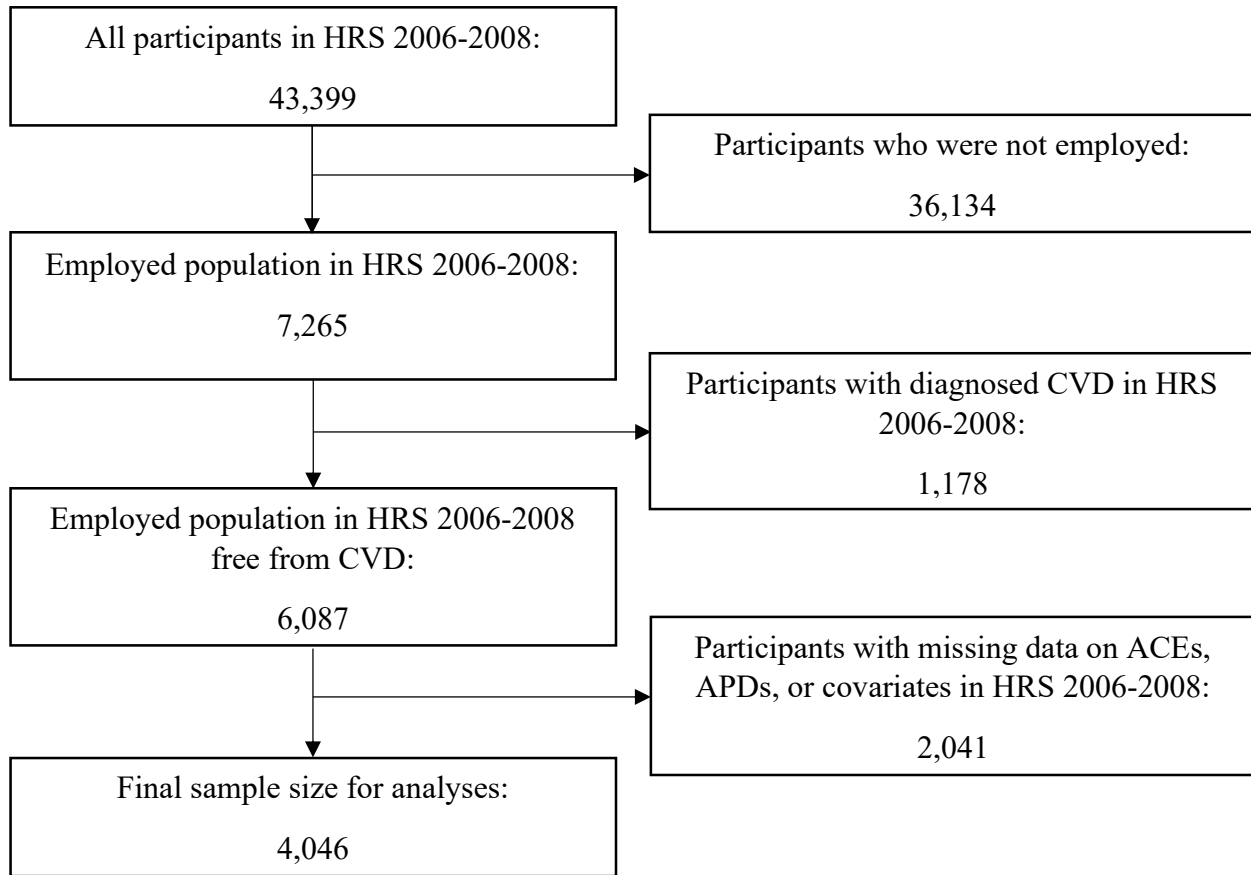 All participants in HRS 2006-2008:
43,399
Participants who were not employed:
36,134
Employed population in HRS 2006-2008:
7,265
Participants with diagnosed CVD in HRS
2006-2008:
1,178
Employed population in HRS 2006-2008
free from CVD:
6,087
Participants with missing data on ACEs,
APDs, or covariates in HRS 2006-2008:
2,041
Final sample size for analyses:
4,046